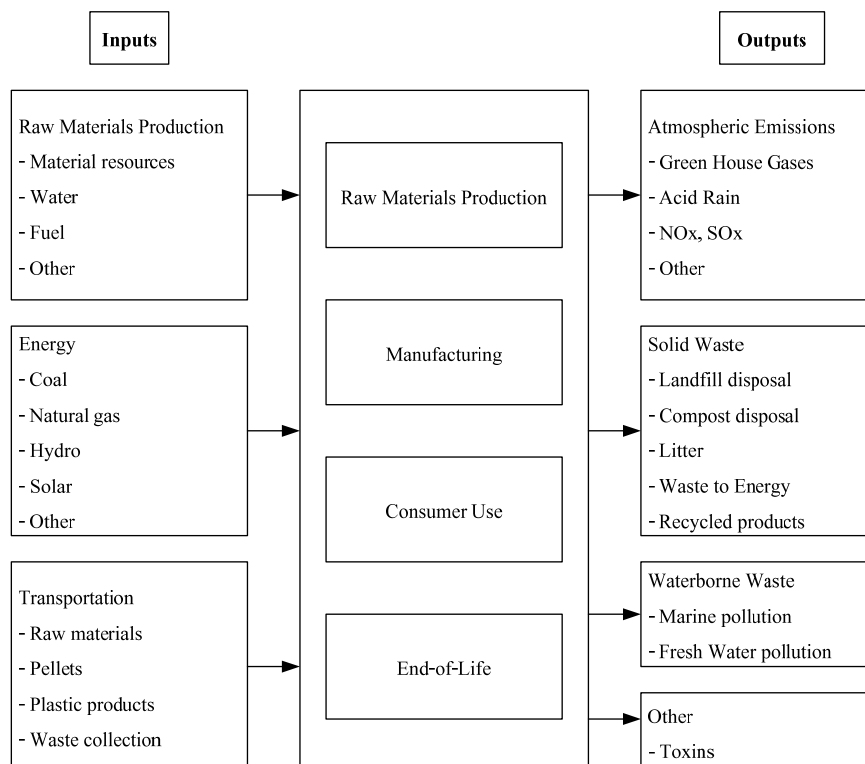 Inputs
Outputs
Raw Materials Production
- Material resources
- Water
- Fuel
- Other
Energy
- Coal
- Natural gas
- Hydro
- Solar
- Other
Transportation
- Raw materials
- Pellets
- Plastic products
- Waste collection
Raw Materials Production
Manufacturing
Consumer Use
End-of-Life
Atmospheric Emissions
- Green House Gases
- Acid Rain
- NOx, SOx
- Other
Solid Waste
- Landfill disposal
- Compost disposal
- Litter
- Waste to Energy
- Recycled products
Waterborne Waste
- Marine pollution
- Fresh Water pollution
Other
- Toxins